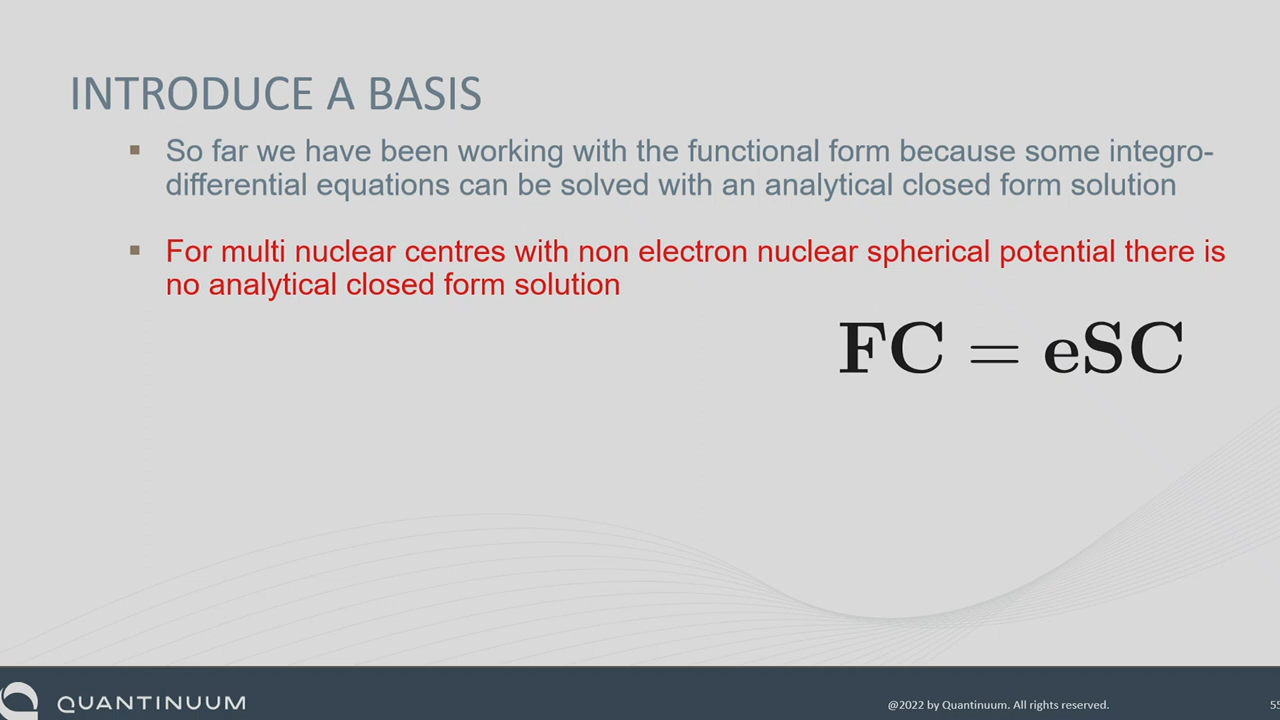 INTRODUCE A BASIS
▪ So far we have been working with the functional form because some integro-
differential equations can be solved with an analytical closed form solution
▪ For multi nuclear centres with non electron nuclear spherical potential there is
no analytical closed form solution
FC = eSC
QUANTINUUM
@2022 by Quantinuum. All rights reserved.